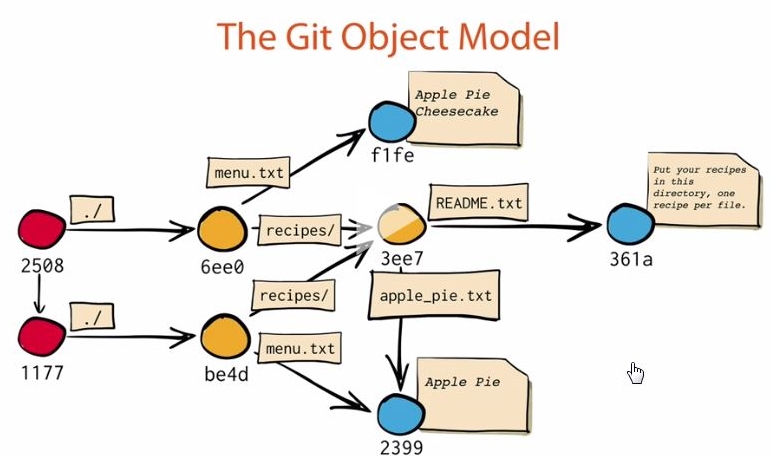 The Git Object Model
Apple Pie
Cheesecake
f1fe
menu.txt
Put your recipes
in this
directory, one
recipe per file.
./
recipes/
README.txt
2508
6ee0
3ee7
361a
recipes/
apple_pie.txt
./
menu.txt
1177
be4d
Apple Pie
2399